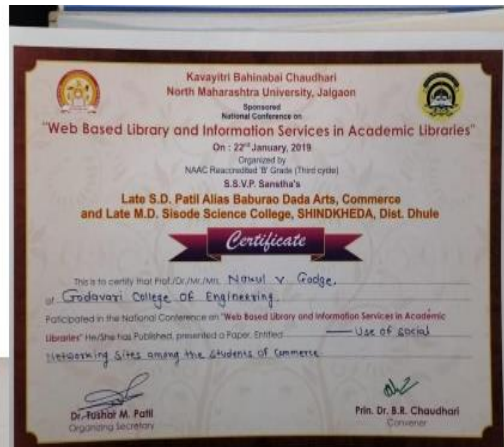 Kavayitri Bahinabai Chaudhari
North Maharashtra University, Jalgaon
Sponsored
National Conference on
"Web Based Library and Information Services in Academic Libraries"
On : 22nd January, 2019
Organized by
NAAC Reaccredited 'B' Grade (Third cycle)
S.S.V.P. Sanstha's
Late S.D. Patil Alias Baburao Dada Arts, Commerce
and Late M.D. Sisode Science College, SHINDKHEDA, Dist. Dhule
Certificate
This is to certify that Prof./Dr./Mr./Mrs. Nakul V Gadge.
of Godavari College Of Engineering.
Paticipated in the National Conference on "Web Based Library and Information Services in Academic
Libraries" He/She has Published, presented a Paper, Entitled Use of social
Networking Sites among the students of Commerce
Dr. Tushar M. Patil
Organizing Secretary
Prin. Dr. B.R. Chaudhari
Convener